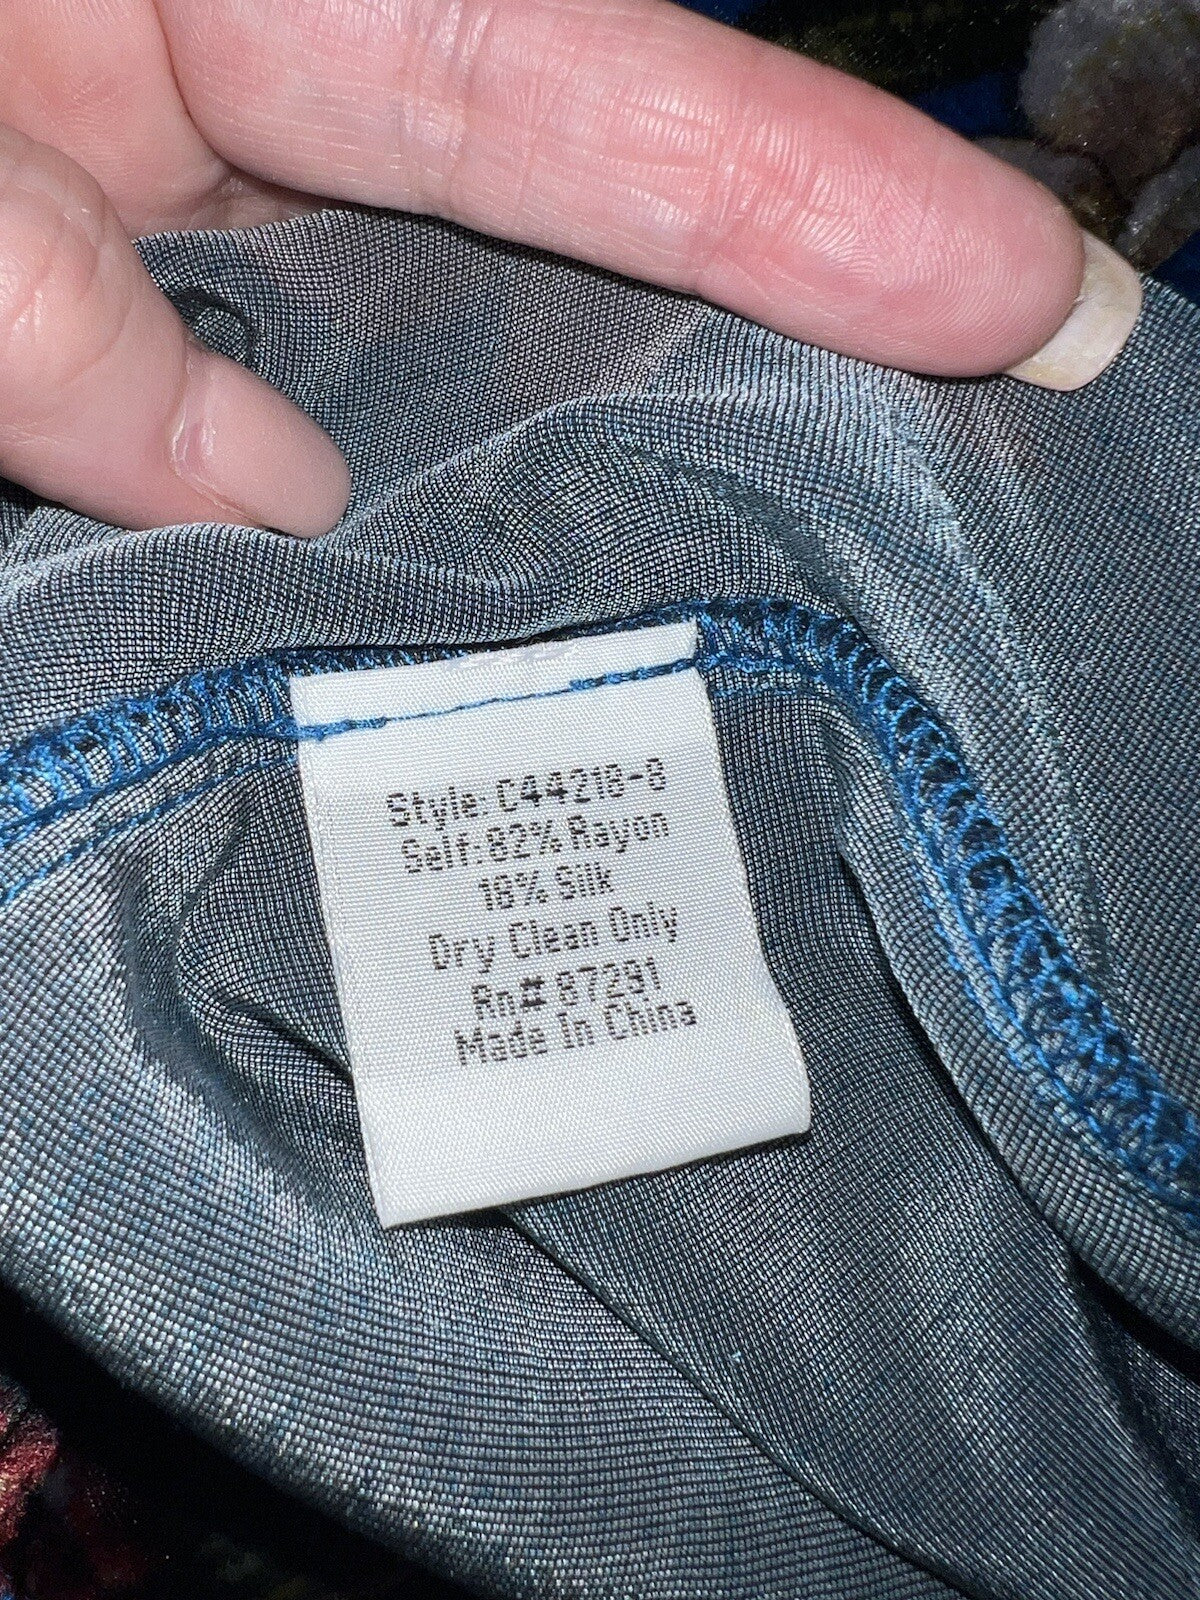 Style: C44218-8
Self: 82% Rayon
18% Silk
Dry Clean Only
Rn# 87291
Made In China